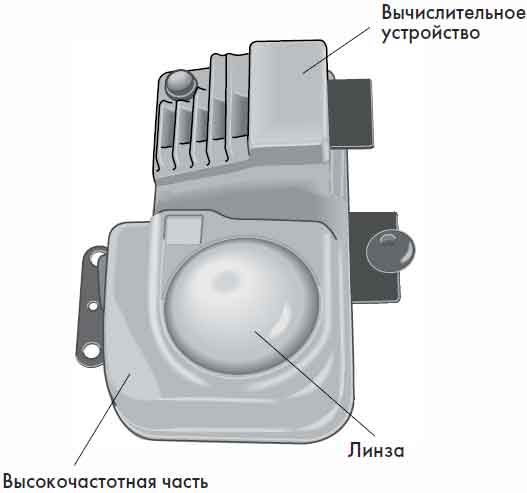 Вычислительное
устройство
Линза
Высокочастотная часть